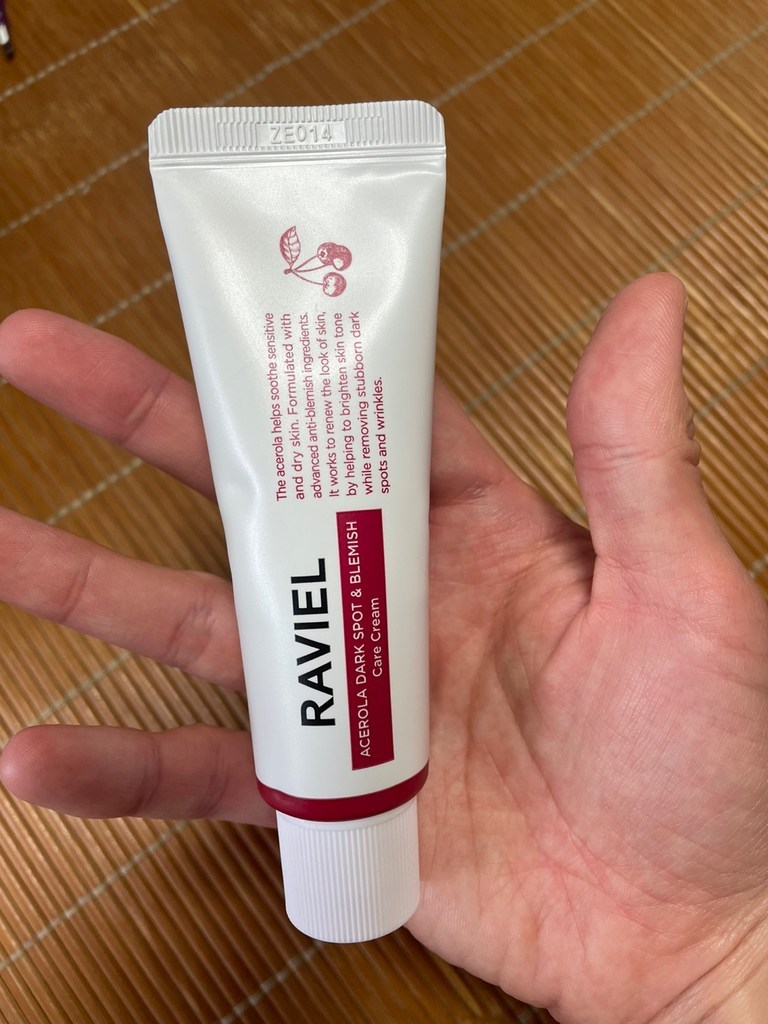 ZE014
The acerola helps soothe sensitive
and dry skin. Formulated with
advanced anti-blemish ingredients.
It works to renew the look of skin,
by helping to brighten skin tone
while removing stubborn dark
spots and wrinkles.
RAVIEL
ACEROLA DARK SPOT & BLEMISH
Care Cream